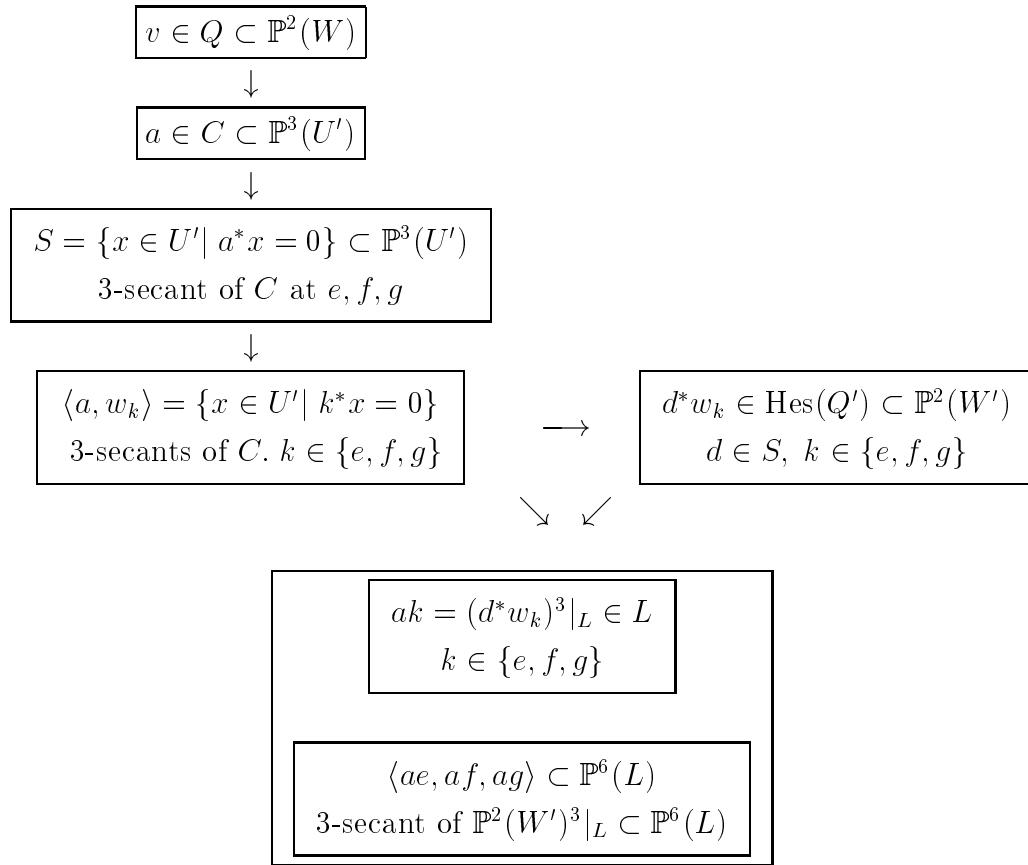 v ∈ Q ⊂ ℙ²(W)
↓
a ∈ C ⊂ ℙ³(U′)
↓
S = {x ∈ U′| a*x = 0} ⊂ ℙ³(U′)
3-secant of C at e, f, g
↓
⟨a, w_k⟩ = {x ∈ U′| k*x = 0}
3-secants of C. k ∈ {e, f, g}
⟶
d*w_k ∈ Hes(Q′) ⊂ ℙ²(W′)
d ∈ S, k ∈ {e, f, g}
↘ ↙
ak = (d*w_k)³|_L ∈ L
k ∈ {e, f, g}
⟨ae, af, ag⟩ ⊂ ℙ⁶(L)
3-secant of ℙ²(W′)³|_L ⊂ ℙ⁶(L)